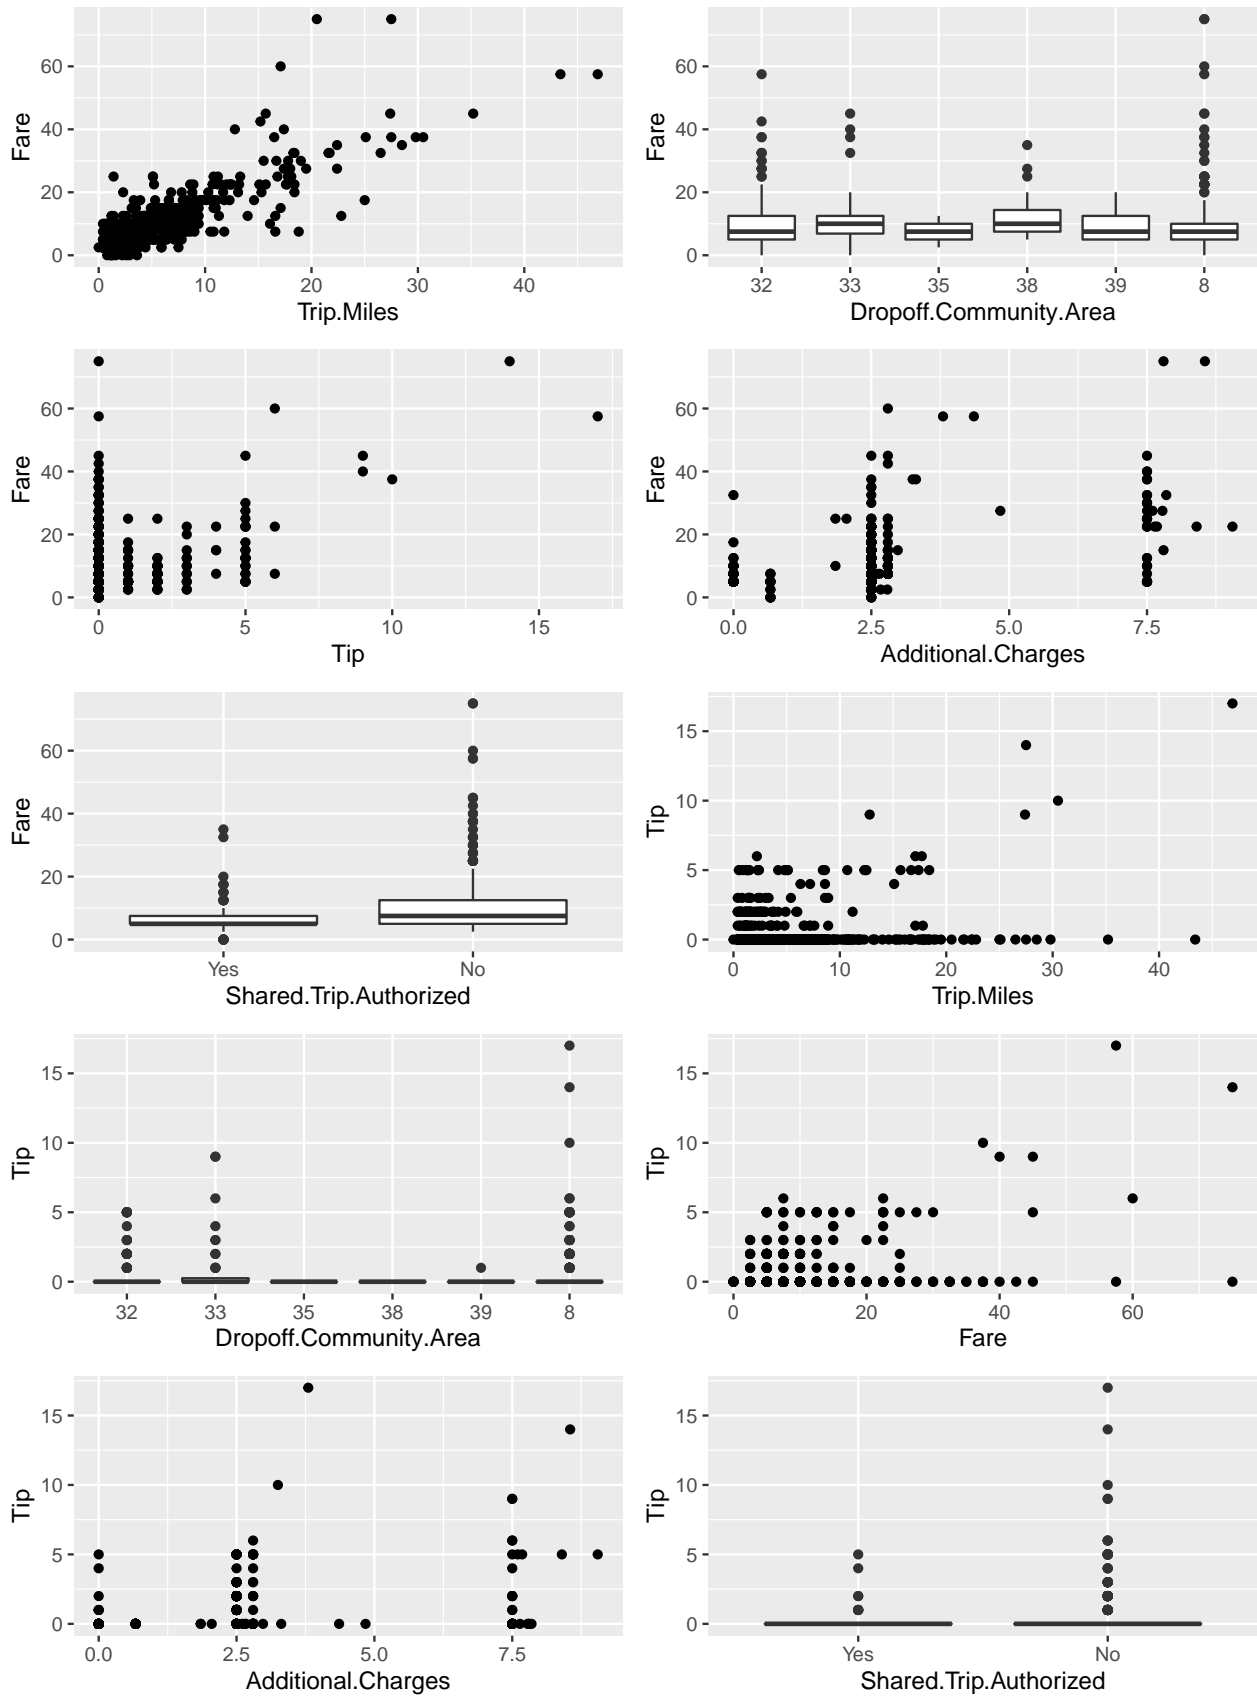 60
40
20
0
Fare
0 10 20 30 40
Trip.Miles
60
40
20
0
Fare
32 33 35 38 39 8
Dropoff.Community.Area
60
40
20
0
Fare
0 5 10 15
Tip
60
40
20
0
Fare
0.0 2.5 5.0 7.5
Additional.Charges
60
40
20
0
Fare
Yes No
Shared.Trip.Authorized
15
10
5
0
Tip
0 10 20 30 40
Trip.Miles
15
10
5
0
Tip
32 33 35 38 39 8
Dropoff.Community.Area
15
10
5
0
Tip
0 20 40 60
Fare
15
10
5
0
Tip
0.0 2.5 5.0 7.5
Additional.Charges
15
10
5
0
Tip
Yes No
Shared.Trip.Authorized